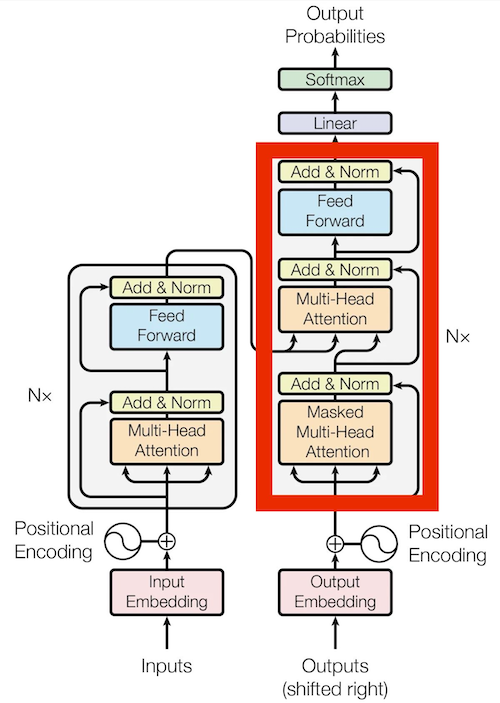 Output
Probabilities
Softmax
Linear
Add & Norm
Feed
Forward
Add & Norm
Multi-Head
Attention
Add & Norm
Masked
Multi-Head
Attention
Nx
Add & Norm
Feed
Forward
Add & Norm
Multi-Head
Attention
Nx
Positional
Encoding
Positional
Encoding
Input
Embedding
Output
Embedding
Inputs
Outputs
(shifted right)